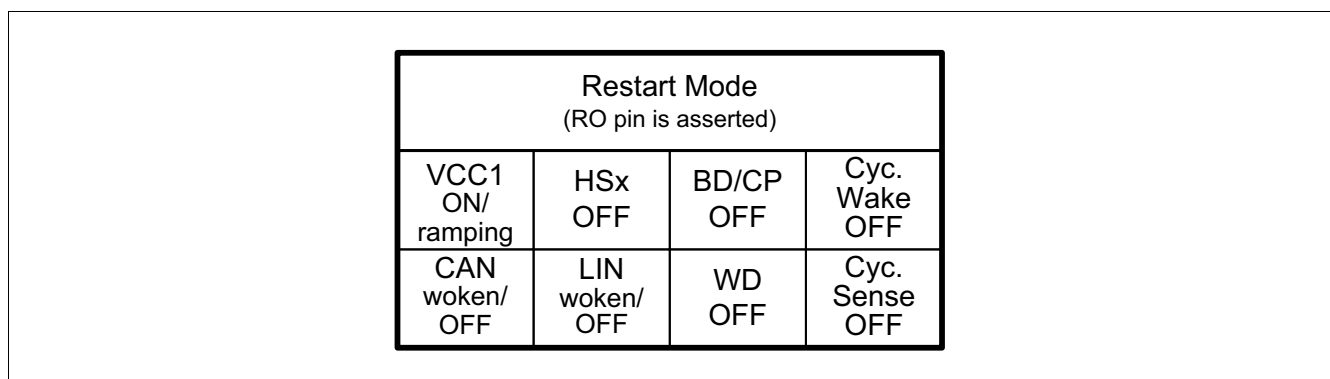 Restart Mode
(RO pin is asserted)
VCC1
ON/
ramping
HSx
OFF
BD/CP
OFF
Cyc.
Wake
OFF
CAN
woken/
OFF
LIN
woken/
OFF
WD
OFF
Cyc.
Sense
OFF